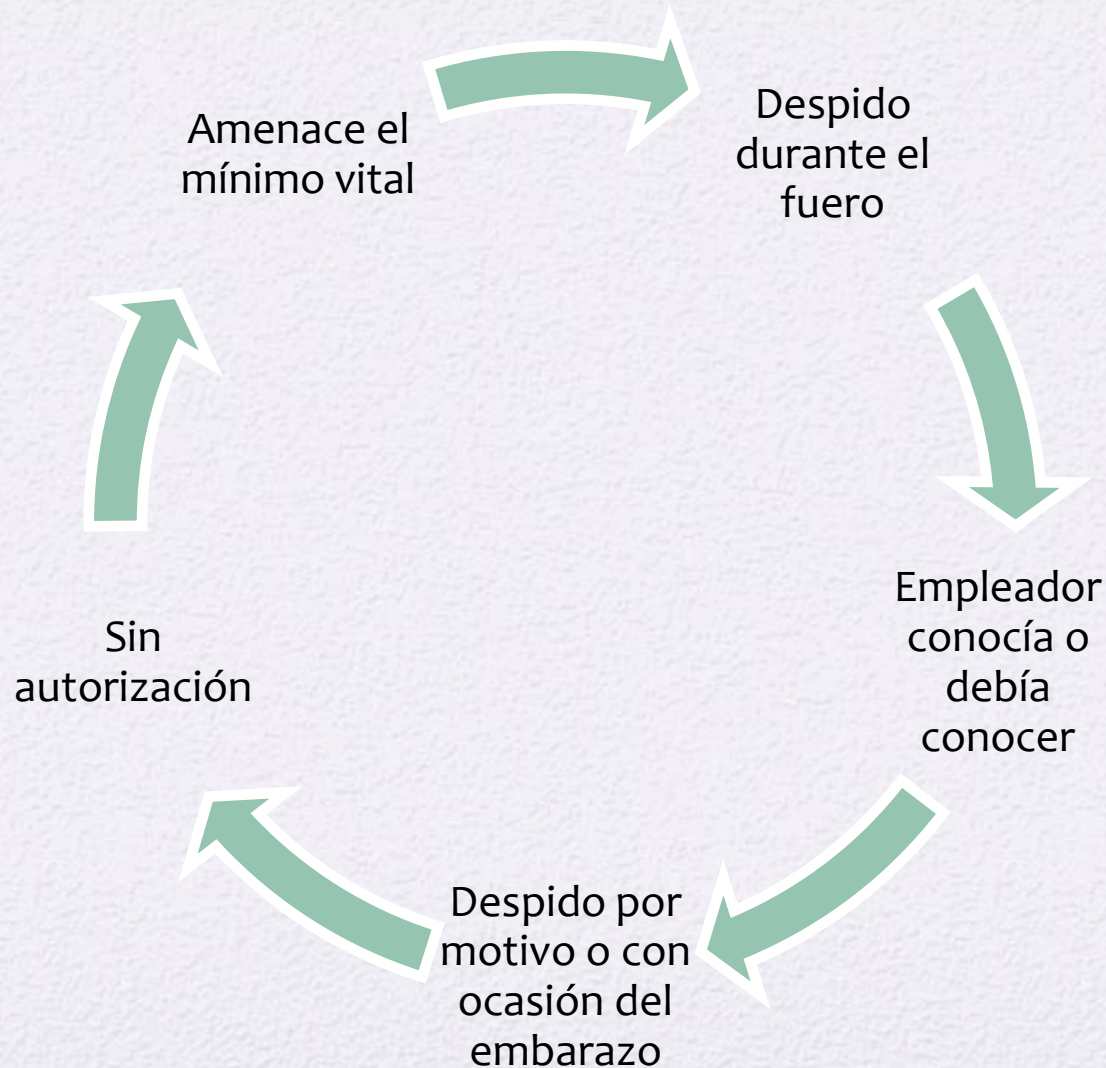 Amenace el
mínimo vital
Despido
durante el
fuero
Empleador
conocía o
debía
conocer
Despido por
motivo o con
ocasión del
embarazo
Sin
autorización